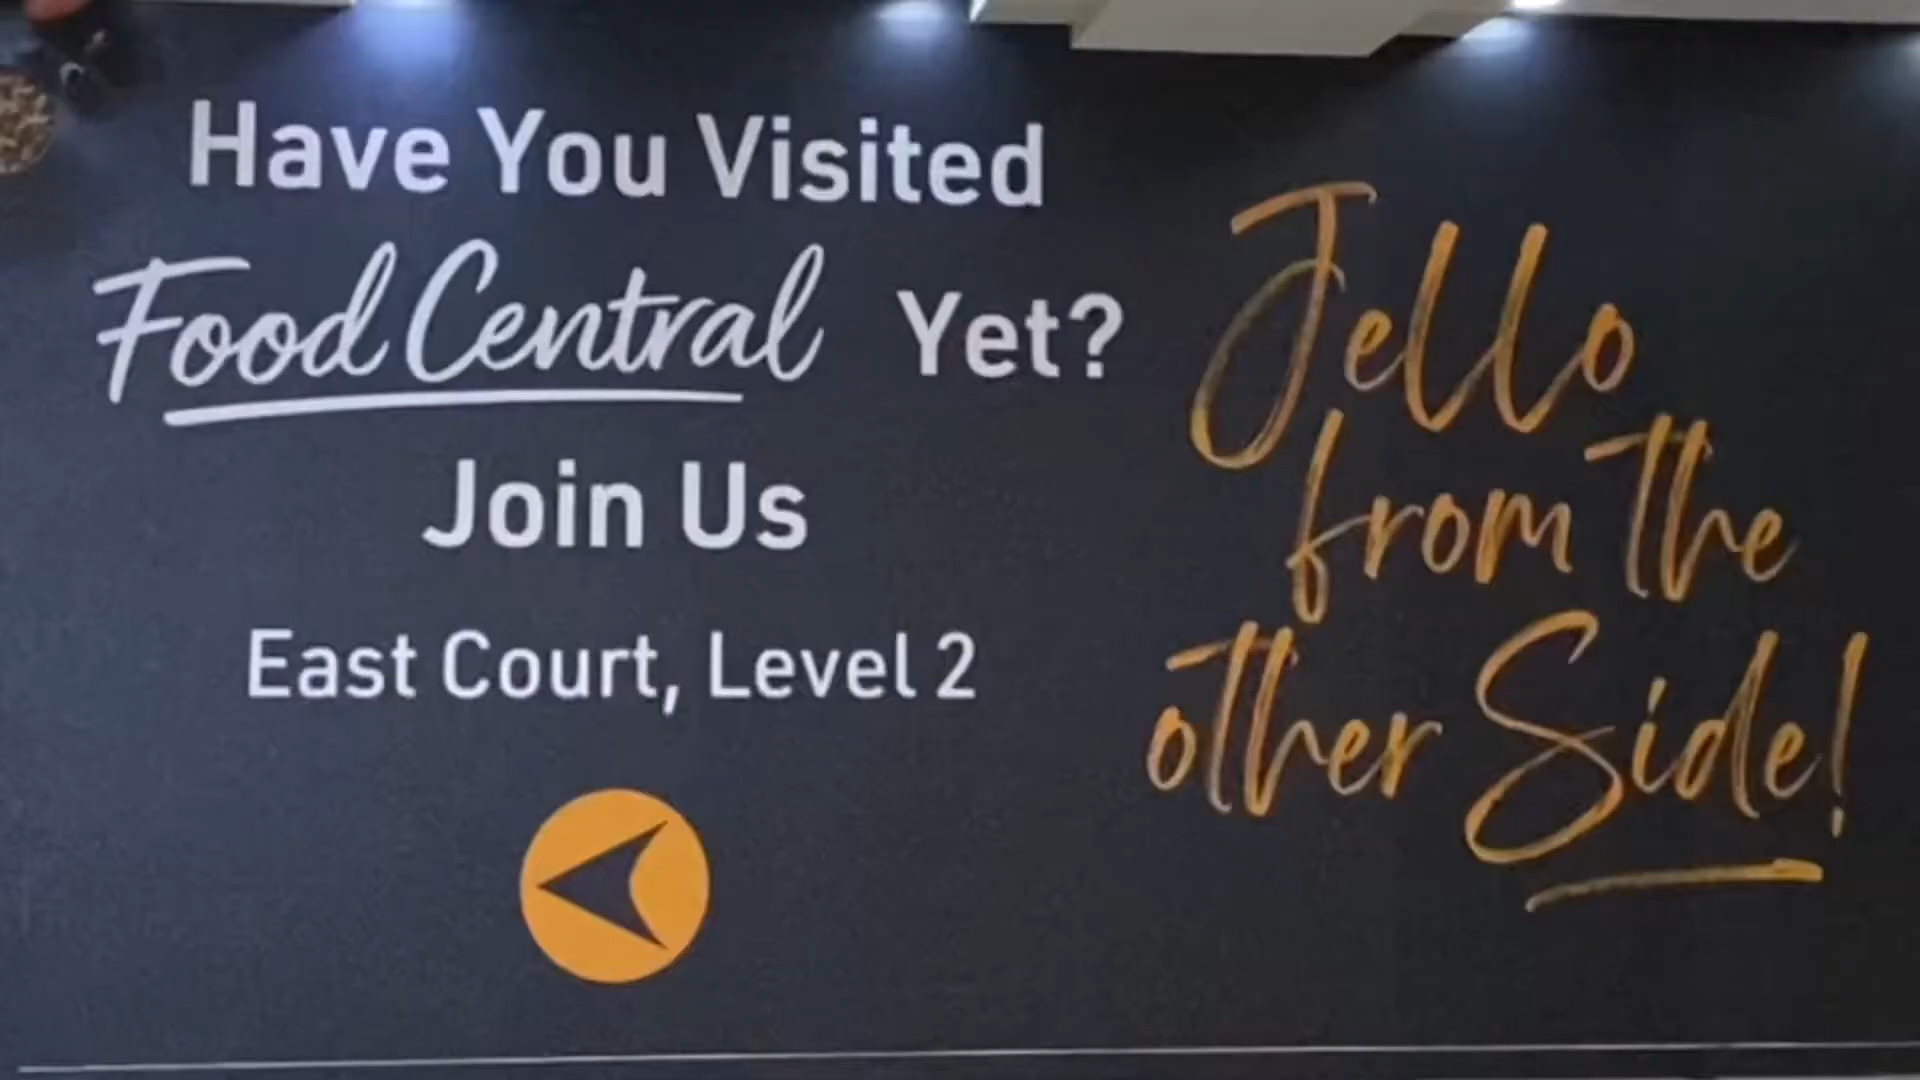 Have You Visited
Food Central Yet?
Join Us
East Court, Level 2
Jello
from the
other Side!